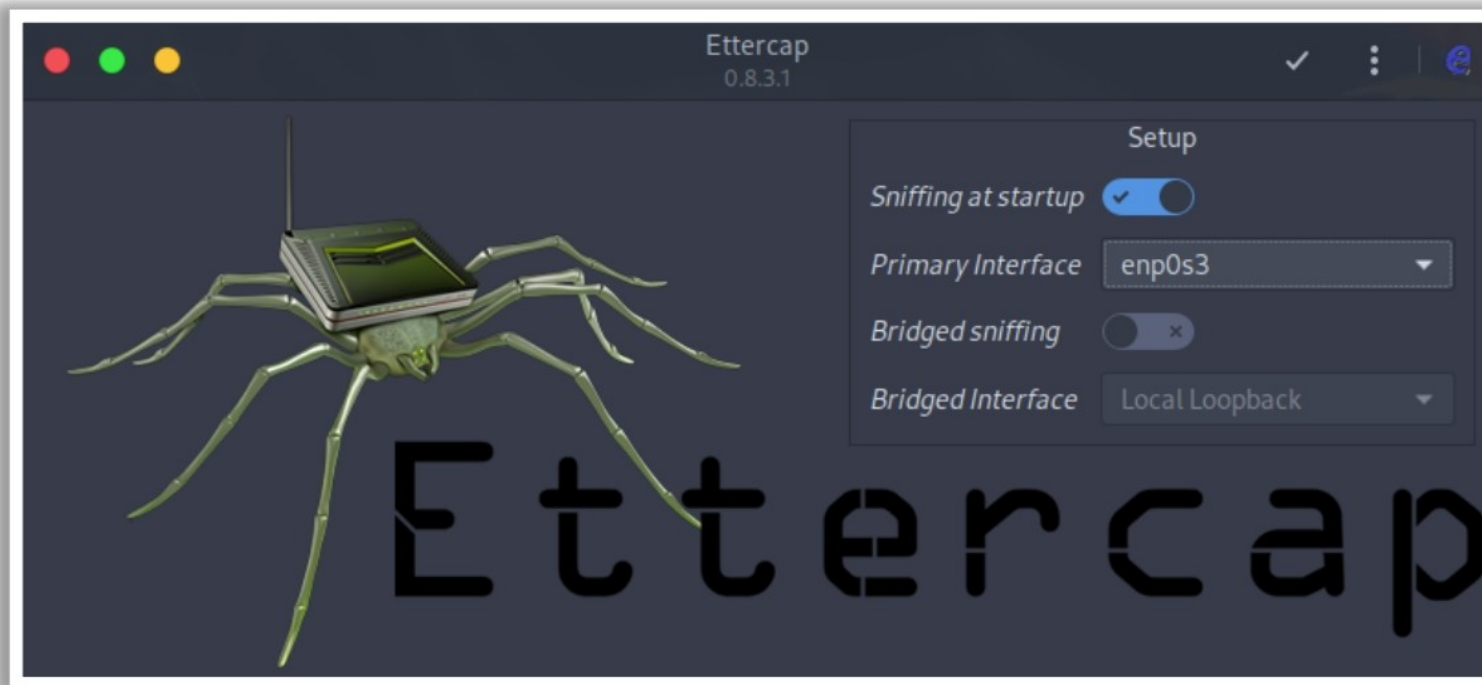 Ettercap
0.8.3.1
Setup
Sniffing at startup
Primary Interface enp0s3
Bridged sniffing
Bridged Interface Local Loopback
Ettercap